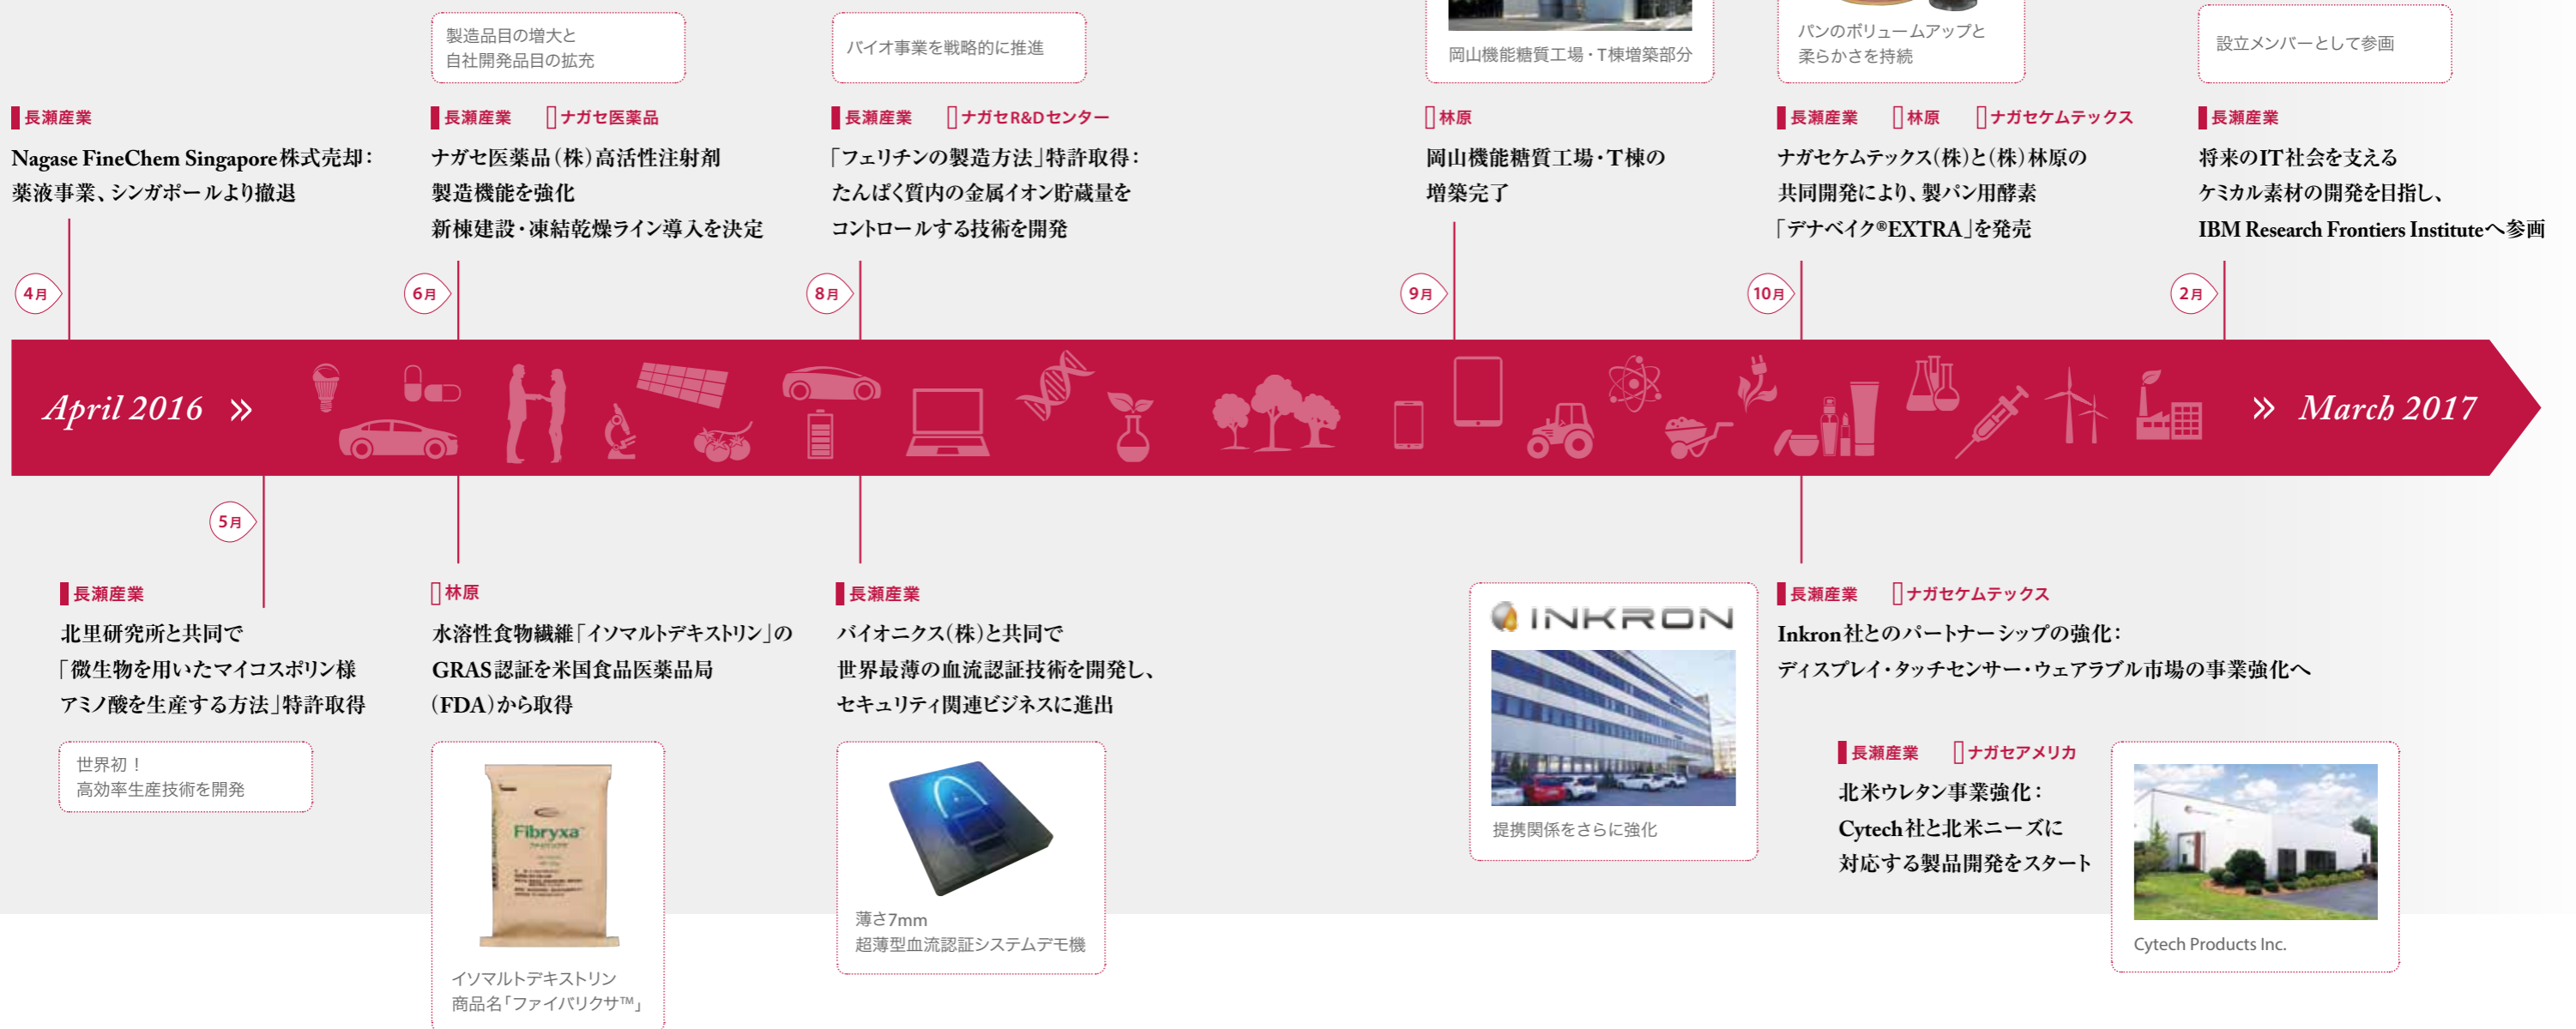 製造品目の増大と
自社開発品目の拡充
バイオ事業を戦略的に推進
岡山機能糖質工場・T棟増築部分
パンのボリュームアップと
柔らかさを持続
設立メンバーとして参画
長瀬産業
Nagase FineChem Singapore株式売却：
薬液事業、シンガポールより撤退
4月
長瀬産業 ナガセ医薬品
ナガセ医薬品（株）高活性注射剤
製造機能を強化
新棟建設・凍結乾燥ライン導入を決定
6月
長瀬産業 ナガセR&Dセンター
「フェリチンの製造方法」特許取得：
たんぱく質内の金属イオン貯蔵量を
コントロールする技術を開発
8月
林原
岡山機能糖質工場・T棟の
増築完了
9月
長瀬産業 林原 ナガセケムテックス
ナガセケムテックス（株）と（株）林原の
共同開発により、製パン用酵素
「デナベイク®EXTRA」を発売
10月
長瀬産業
将来のIT社会を支える
ケミカル素材の開発を目指し、
IBM Research Frontiers Instituteへ参画
2月
April 2016 »
» March 2017
5月
長瀬産業
北里研究所と共同で
「微生物を用いたマイコスポリン様
アミノ酸を生産する方法」特許取得
世界初！
高効率生産技術を開発
林原
水溶性食物繊維「イソマルトデキストリン」の
GRAS認証を米国食品医薬品局
（FDA）から取得
Fibryxa™
ファイバリクサ
イソマルトデキストリン
商品名「ファイバリクサ™」
長瀬産業
バイオニクス（株）と共同で
世界最薄の血流認証技術を開発し、
セキュリティ関連ビジネスに進出
薄さ7mm
超薄型血流認証システムデモ機
INKRON
提携関係をさらに強化
長瀬産業 ナガセケムテックス
Inkron社とのパートナーシップの強化：
ディスプレイ・タッチセンサー・ウェアラブル市場の事業強化へ
長瀬産業 ナガセアメリカ
北米ウレタン事業強化：
Cytech社と北米ニーズに
対応する製品開発をスタート
Cytech Products Inc.